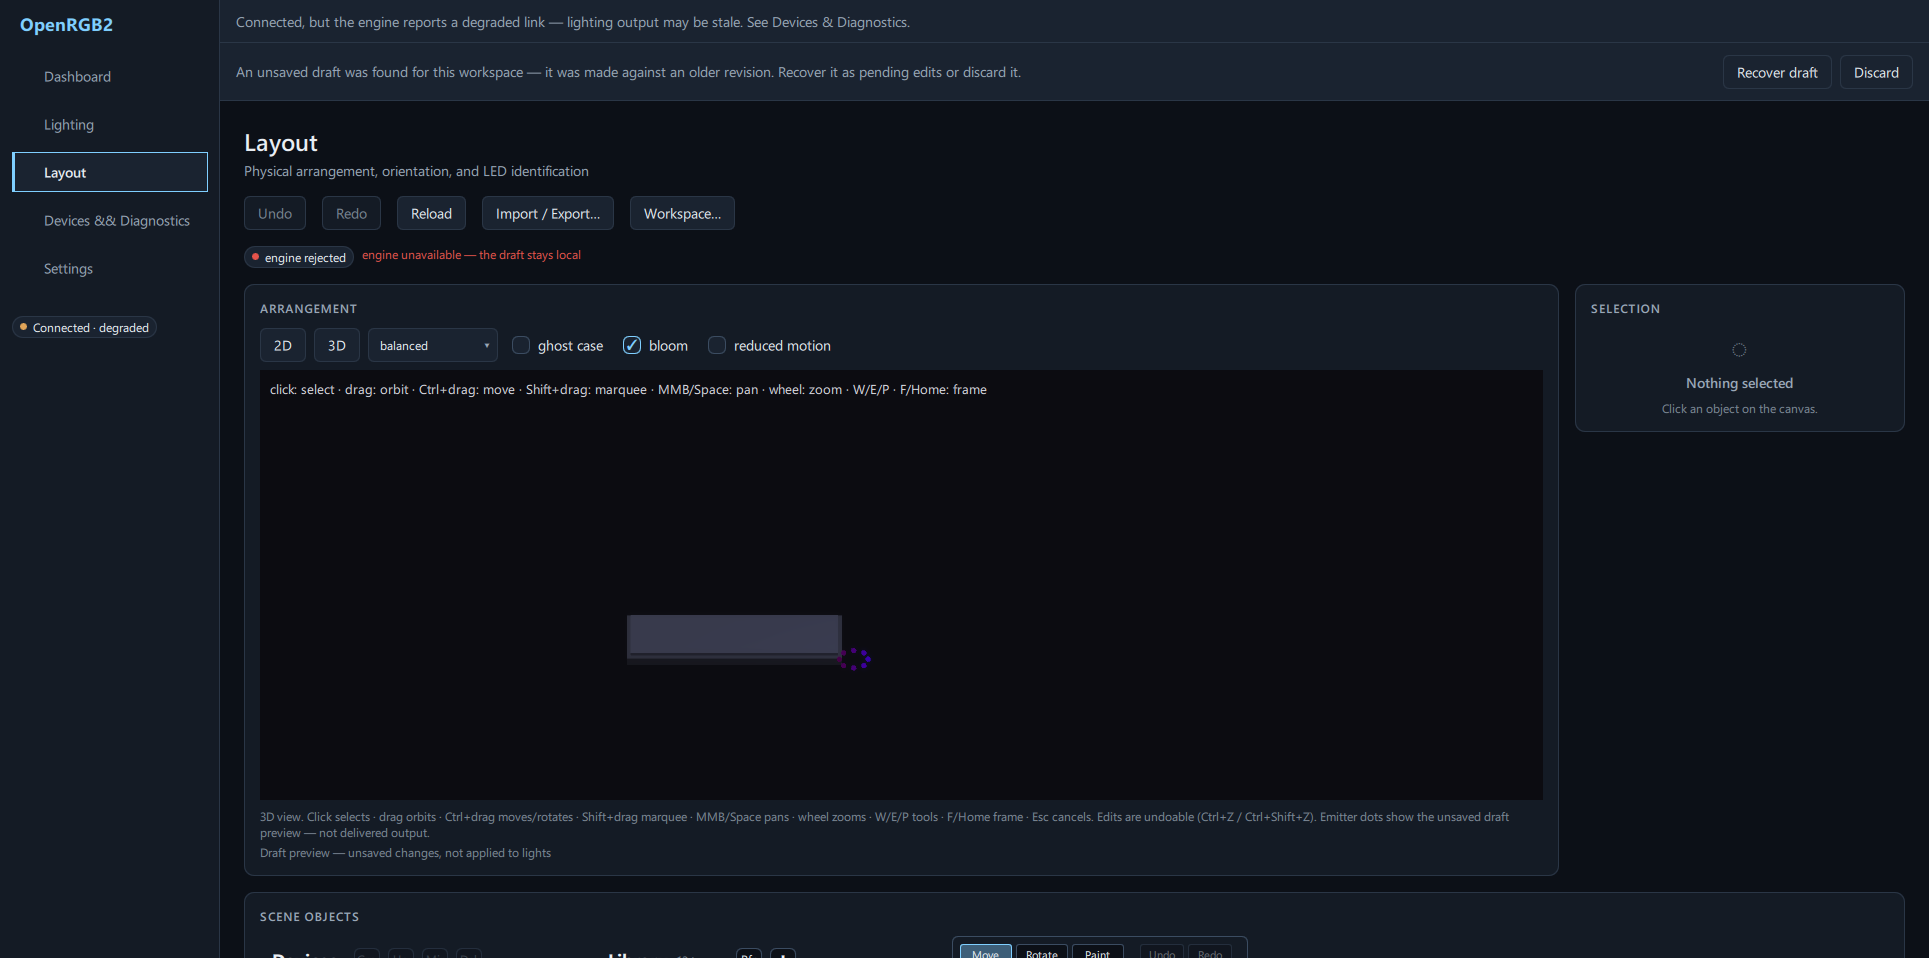 OpenRGB2
Dashboard
Lighting
Layout
Devices && Diagnostics
Settings
Connected · degraded
Connected, but the engine reports a degraded link — lighting output may be stale. See Devices & Diagnostics.
An unsaved draft was found for this workspace — it was made against an older revision. Recover it as pending edits or discard it.
Recover draft
Discard
Layout
Physical arrangement, orientation, and LED identification
Undo
Redo
Reload
Import / Export...
Workspace...
engine rejected
engine unavailable — the draft stays local
ARRANGEMENT
2D
3D
balanced
ghost case
bloom
reduced motion
click: select · drag: orbit · Ctrl+drag: move · Shift+drag: marquee · MMB/Space: pan · wheel: zoom · W/E/P · F/Home: frame
3D view. Click selects · drag orbits · Ctrl+drag moves/rotates · Shift+drag marquee · MMB/Space pans · wheel zooms · W/E/P tools · F/Home frame · Esc cancels. Edits are undoable (Ctrl+Z / Ctrl+Shift+Z). Emitter dots show the unsaved draft
preview — not delivered output.
Draft preview — unsaved changes, not applied to lights
SELECTION
Nothing selected
Click an object on the canvas.
SCENE OBJECTS
Move
Rotate
Paint
Undo
Redo